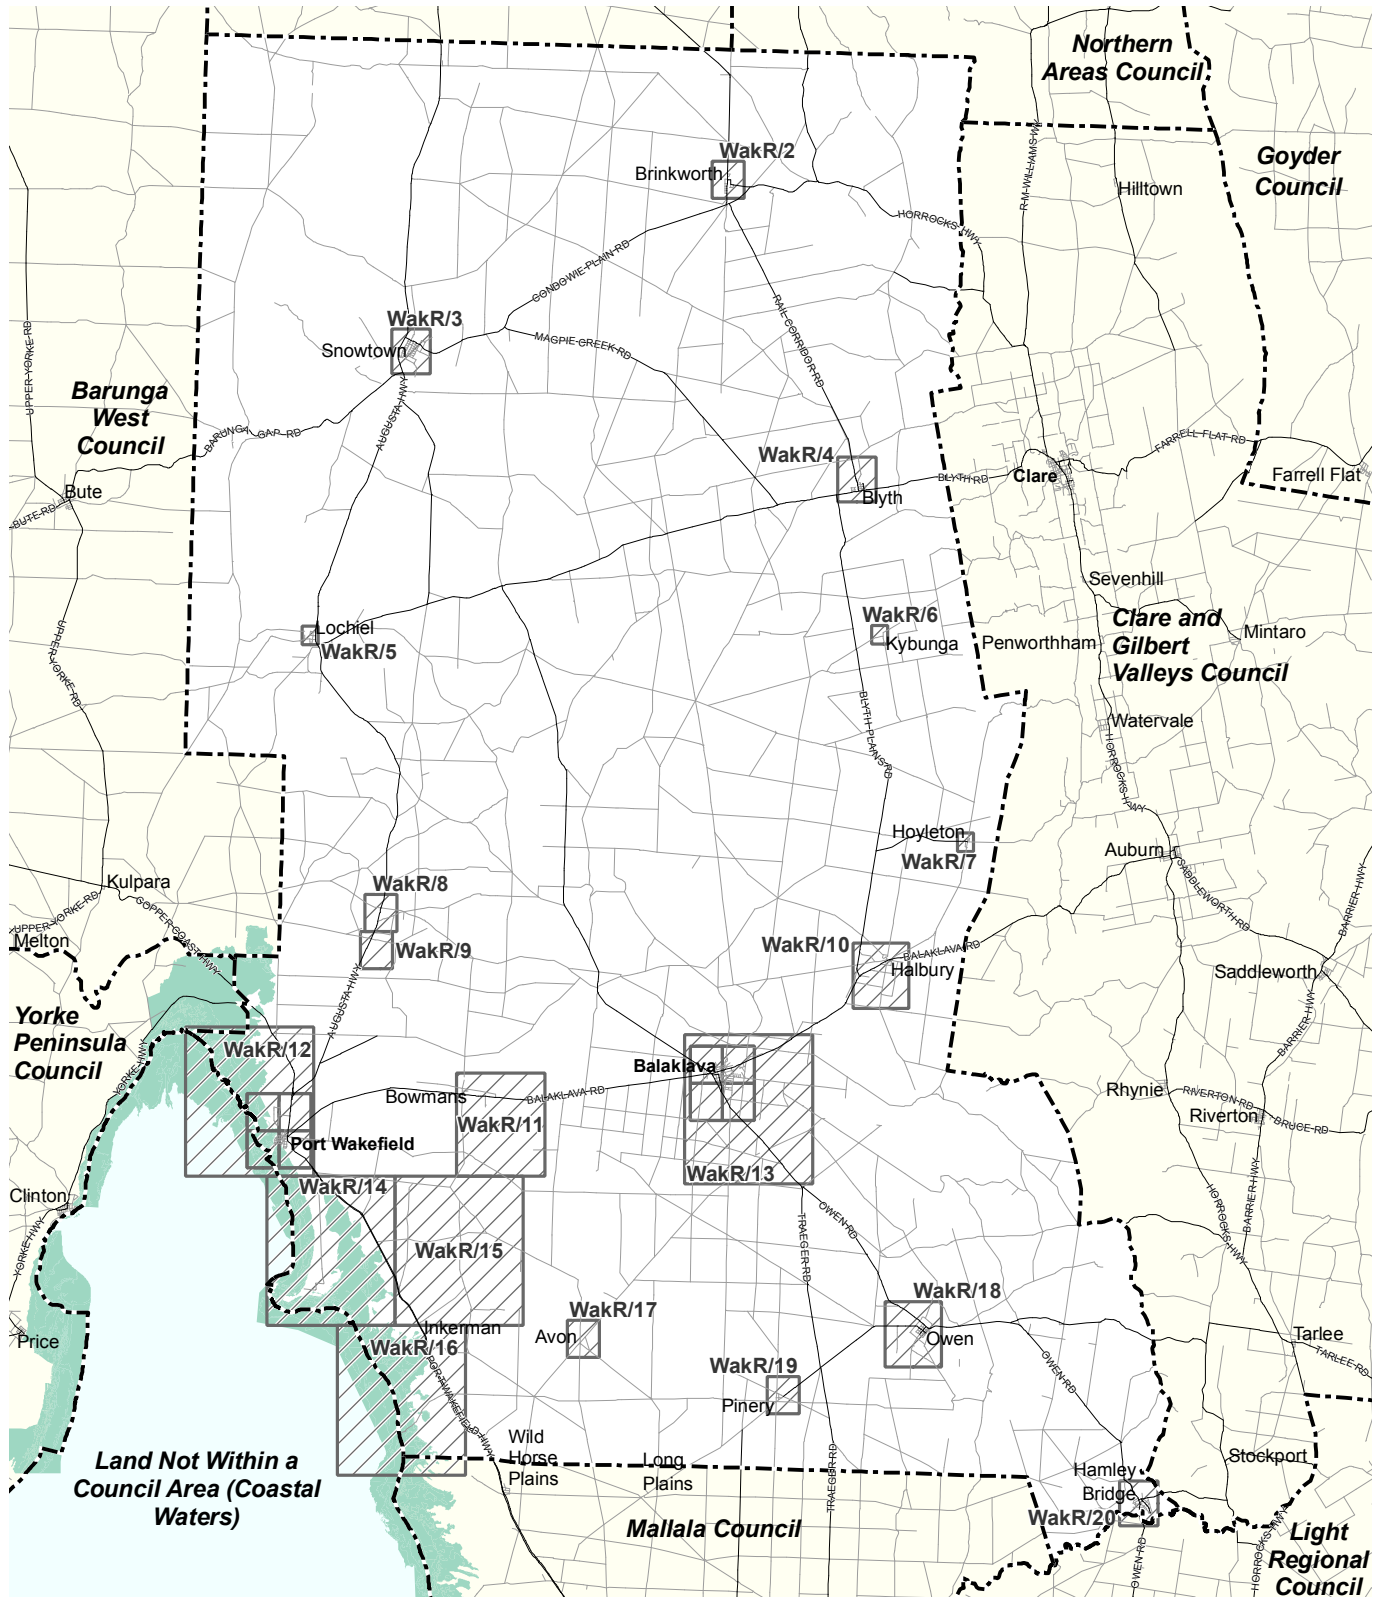 Northern
Areas Council
Goyder
Council
WakR/2
Brinkworth
R M WILLIAMS WY
Hilltown
HORROCKS HWY
CONDOWIE PLAIN RD
RAIL CORRIDOR RD
WakR/3
Snowtown
MAGPIE CREEK RD
UPPER YORKE RD
Barunga
West
Council
AUGUSTA HWY
BARUNGA GAP RD
FARRELL FLAT RD
WakR/4
BLYTH RD
Clare
Farrell Flat
Bute
Blyth
BUTE RD
Sevenhill
WakR/6
Clare and
Gilbert
Valleys Council
Mintaro
Lochiel
WakR/5
Kybunga
Penworthham
UPPER YORKE RD
BLYTH PLAINS RD
Watervale
HORROCKS HWY
Hoyleton
WakR/7
Auburn
SADDLEWORTH RD
BARRIER HWY
Kulpara
WakR/8
UPPER YORKE RD
COPPER COAST HWY
Melton
WakR/9
WakR/10
BALAKLAVA RD
Halbury
Saddleworth
AUGUSTA HWY
Yorke
Peninsula
Council
YORKE HWY
WakR/12
BARRIER HWY
Balaklava
Bowmans
BALAKLAVA RD
Rhynie
RIVERTON RD
Riverton
BRUCE RD
WakR/11
Port Wakefield
WakR/13
WakR/14
Clinton
YORKE HWY
OWEN RD
TRAEGER RD
HORROCKS HWY
BARRIER HWY
WakR/15
WakR/18
WakR/17
Inkerman
Avon
Owen
Price
WakR/16
Tarlee
TARLEE RD
PORT WAKEFIELD HWY
WakR/19
Pinery
OWEN RD
Wild
Horse
Plains
Long
Plains
TRAEGER RD
Stockport
Land Not Within a
Council Area (Coastal
Waters)
Hamley
Bridge
WakR/20
Mallala Council
OWEN RD
HORROCKS HWY
Light
Regional
Council